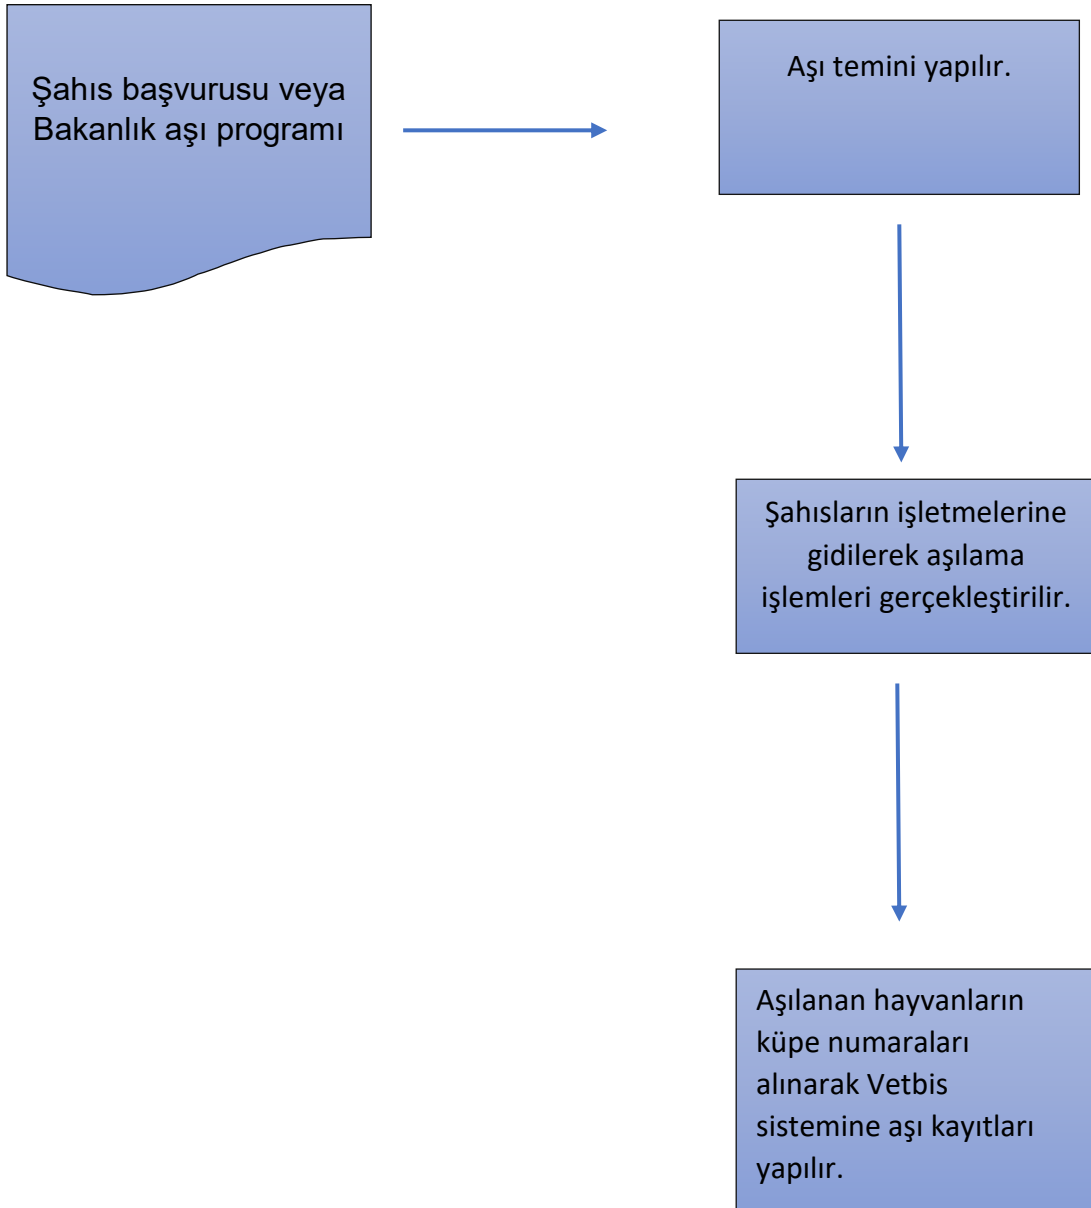 Şahıs başvurusu veya
Bakanlık aşı programı
Aşı temini yapılır.
Şahısların işletmelerine
gidilerek aşılama
işlemleri gerçekleştirilir.
Aşılanan hayvanların
küpe numaraları
alınarak Vetbis
sistemine aşı kayıtları
yapılır.